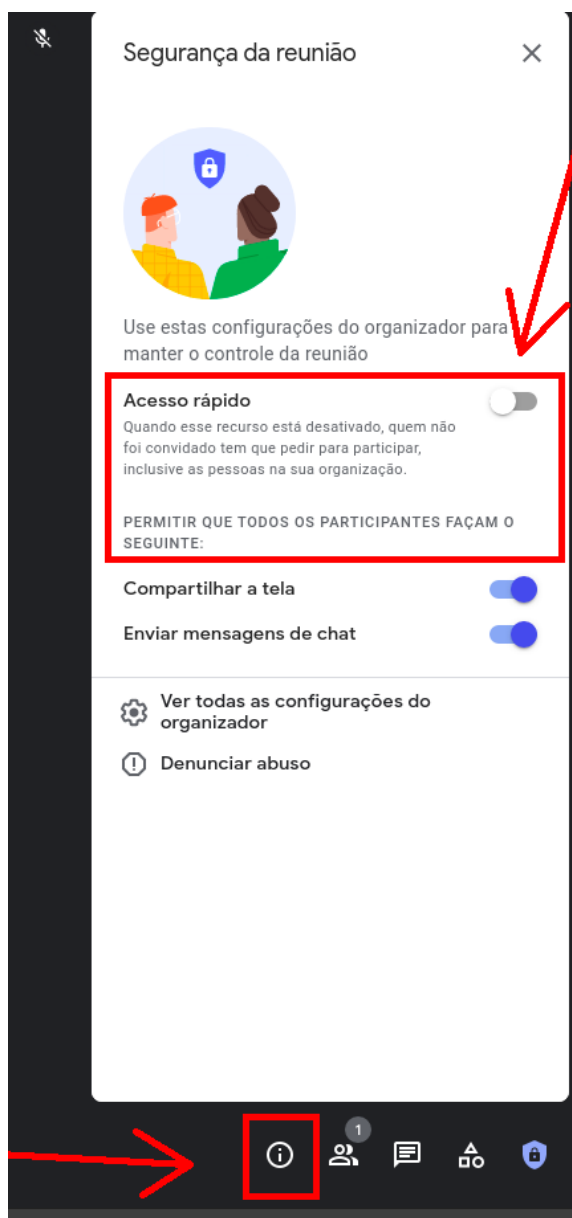 Segurança da reunião
Use estas configurações do organizador para
manter o controle da reunião
Acesso rápido
Quando esse recurso está desativado, quem não
foi convidado tem que pedir para participar,
inclusive as pessoas na sua organização.
PERMITIR QUE TODOS OS PARTICIPANTES FAÇAM O
SEGUINTE:
Compartilhar a tela
Enviar mensagens de chat
Ver todas as configurações do
organizador
Denunciar abuso
1